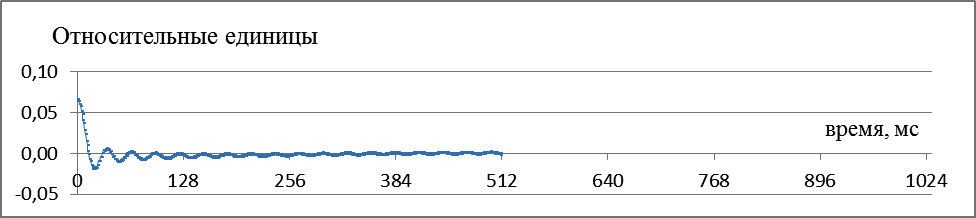 Относительные единицы
0,10
0,05
время, мс
0,00
-0,05
0 128 256 384 512 640 768 896 1024